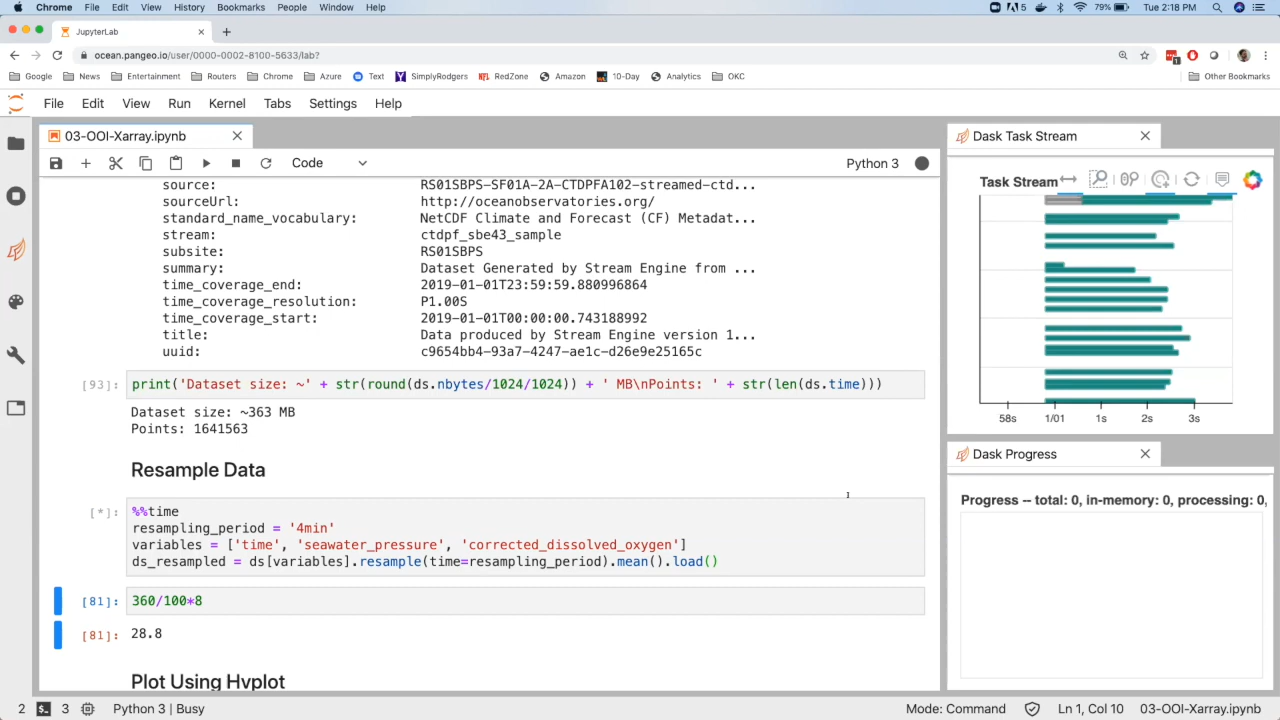 Chrome File Edit View History Bookmarks People Window Help 5 79% Tue 2:18 PM
JupyterLab
ocean.pangeo.io/user/0000-0002-8100-5633/lab?
Google News Entertainment Routers Chrome Azure Text SimplyRodgers RedZone Amazon 10-Day Analytics OKC Other Bookmarks
File Edit View Run Kernel Tabs Settings Help
03-OOI-Xarray.ipynb
Code Python 3
source: RS01SBPS-SF01A-2A-CTDPFA102-streamed-ctd...
sourceUrl: http://oceanobservatories.org/
standard_name_vocabulary: NetCDF Climate and Forecast (CF) Metadat...
stream: ctdpf_sbe43_sample
subsite: RS01SBPS
summary: Dataset Generated by Stream Engine from ...
time_coverage_end: 2019-01-01T23:59:59.880996864
time_coverage_resolution: P1.00S
time_coverage_start: 2019-01-01T00:00:00.743188992
title: Data produced by Stream Engine version 1...
uuid: c9654bb4-93a7-4247-ae1c-d26e9e25165c
[93]: print('Dataset size: ~' + str(round(ds.nbytes/1024/1024)) + ' MB\nPoints: ' + str(len(ds.time)))
Dataset size: ~363 MB
Points: 1641563
Resample Data
[*]: %%time
resampling_period = '4min'
variables = ['time', 'seawater_pressure', 'corrected_dissolved_oxygen']
ds_resampled = ds[variables].resample(time=resampling_period).mean().load()
[81]: 360/100*8
[81]: 28.8
Plot Using Hvplot
Dask Task Stream
Task Stream
58s 1/01 1s 2s 3s
Dask Progress
Progress -- total: 0, in-memory: 0, processing: 0,
2 3 Python 3 | Busy Mode: Command Ln 1, Col 10 03-OOI-Xarray.ipynb